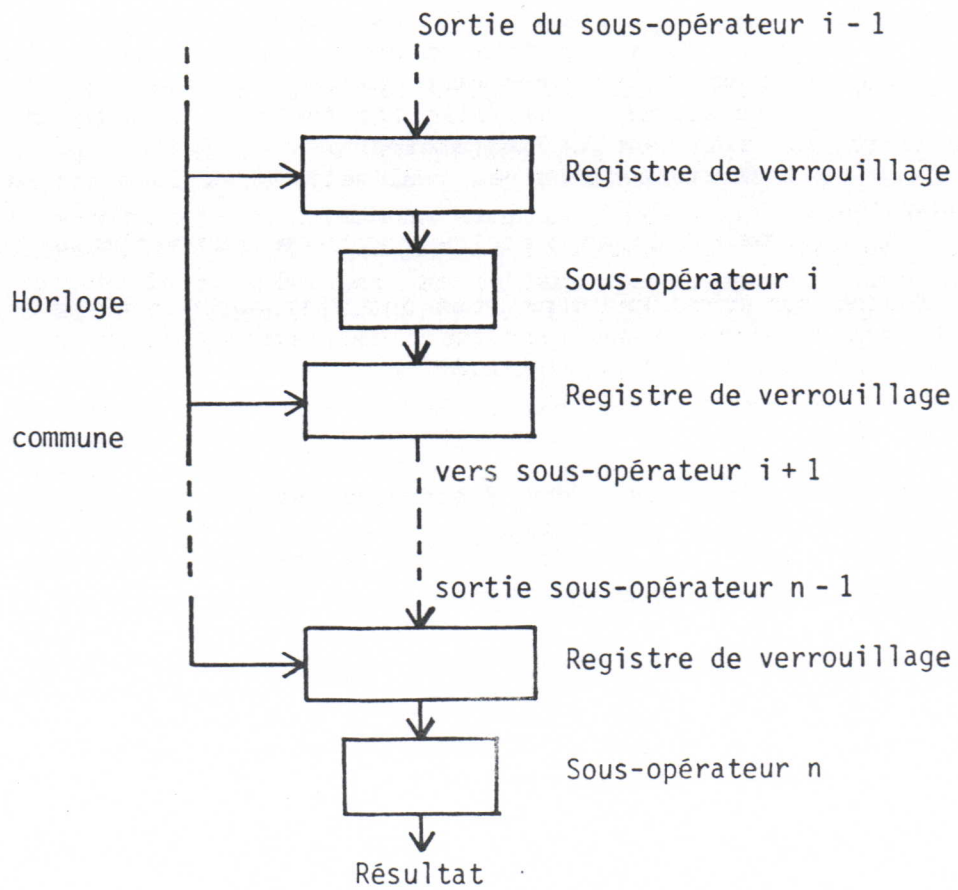 Sortie du sous-opérateur i - 1
Registre de verrouillage
Sous-opérateur i
Horloge
Registre de verrouillage
commune
vers sous-opérateur i + 1
sortie sous-opérateur n - 1
Registre de verrouillage
Sous-opérateur n
Résultat